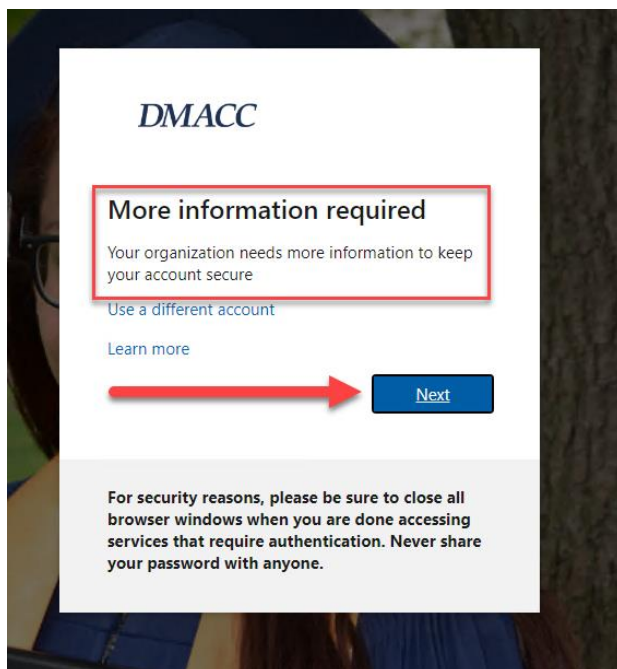 DMACC
More information required
Your organization needs more information to keep
your account secure
Use a different account
Learn more
Next
For security reasons, please be sure to close all
browser windows when you are done accessing
services that require authentication. Never share
your password with anyone.